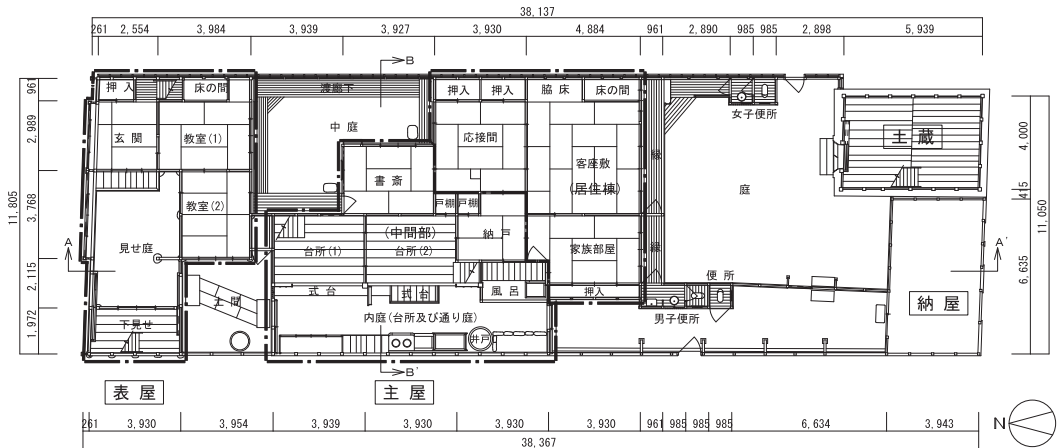 38,137
261 2,554 3,984 3,939 3,927 3,930 4,884 961 2,890 985 985 2,898 5,939
B
押入 床の間 渡廊下 押入 押入 脇床 床の間
女子便所
玄関 教室(1) 中庭 応接間 土蔵
書斎 客座敷
(居住棟)
縁 庭
教室(2) 戸棚 戸棚
見せ庭 (中間部) 納戸
台所(1) 台所(2) 家族部屋 縁
A A'
便所
土間 式台 式台 風呂 押入
内庭(台所及び通り庭) 井戸 男子便所 納屋
下見せ
B'
表屋 主屋
11,805
961 2,989 3,768 2,115 1,972
4,000 415 6,635
11,050
N
261 3,930 3,954 3,939 3,930 3,930 3,930 961 985 985 985 6,634 3,943
38,367